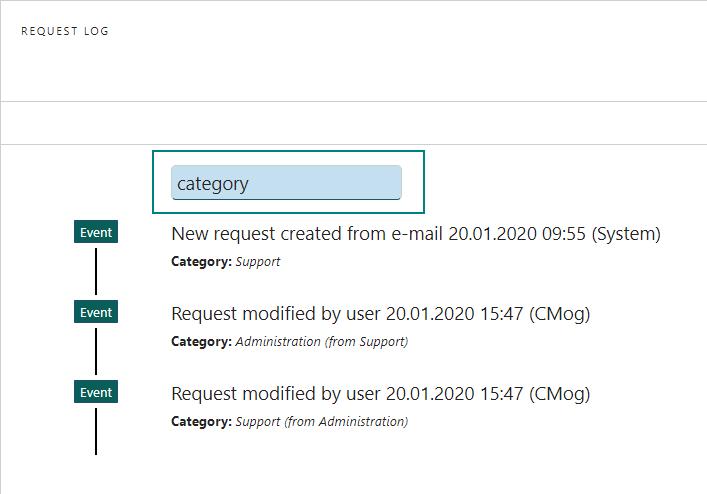 REQUEST LOG
category
Event
New request created from e-mail 20.01.2020 09:55 (System)
Category: Support
Event
Request modified by user 20.01.2020 15:47 (CMog)
Category: Administration (from Support)
Event
Request modified by user 20.01.2020 15:47 (CMog)
Category: Support (from Administration)